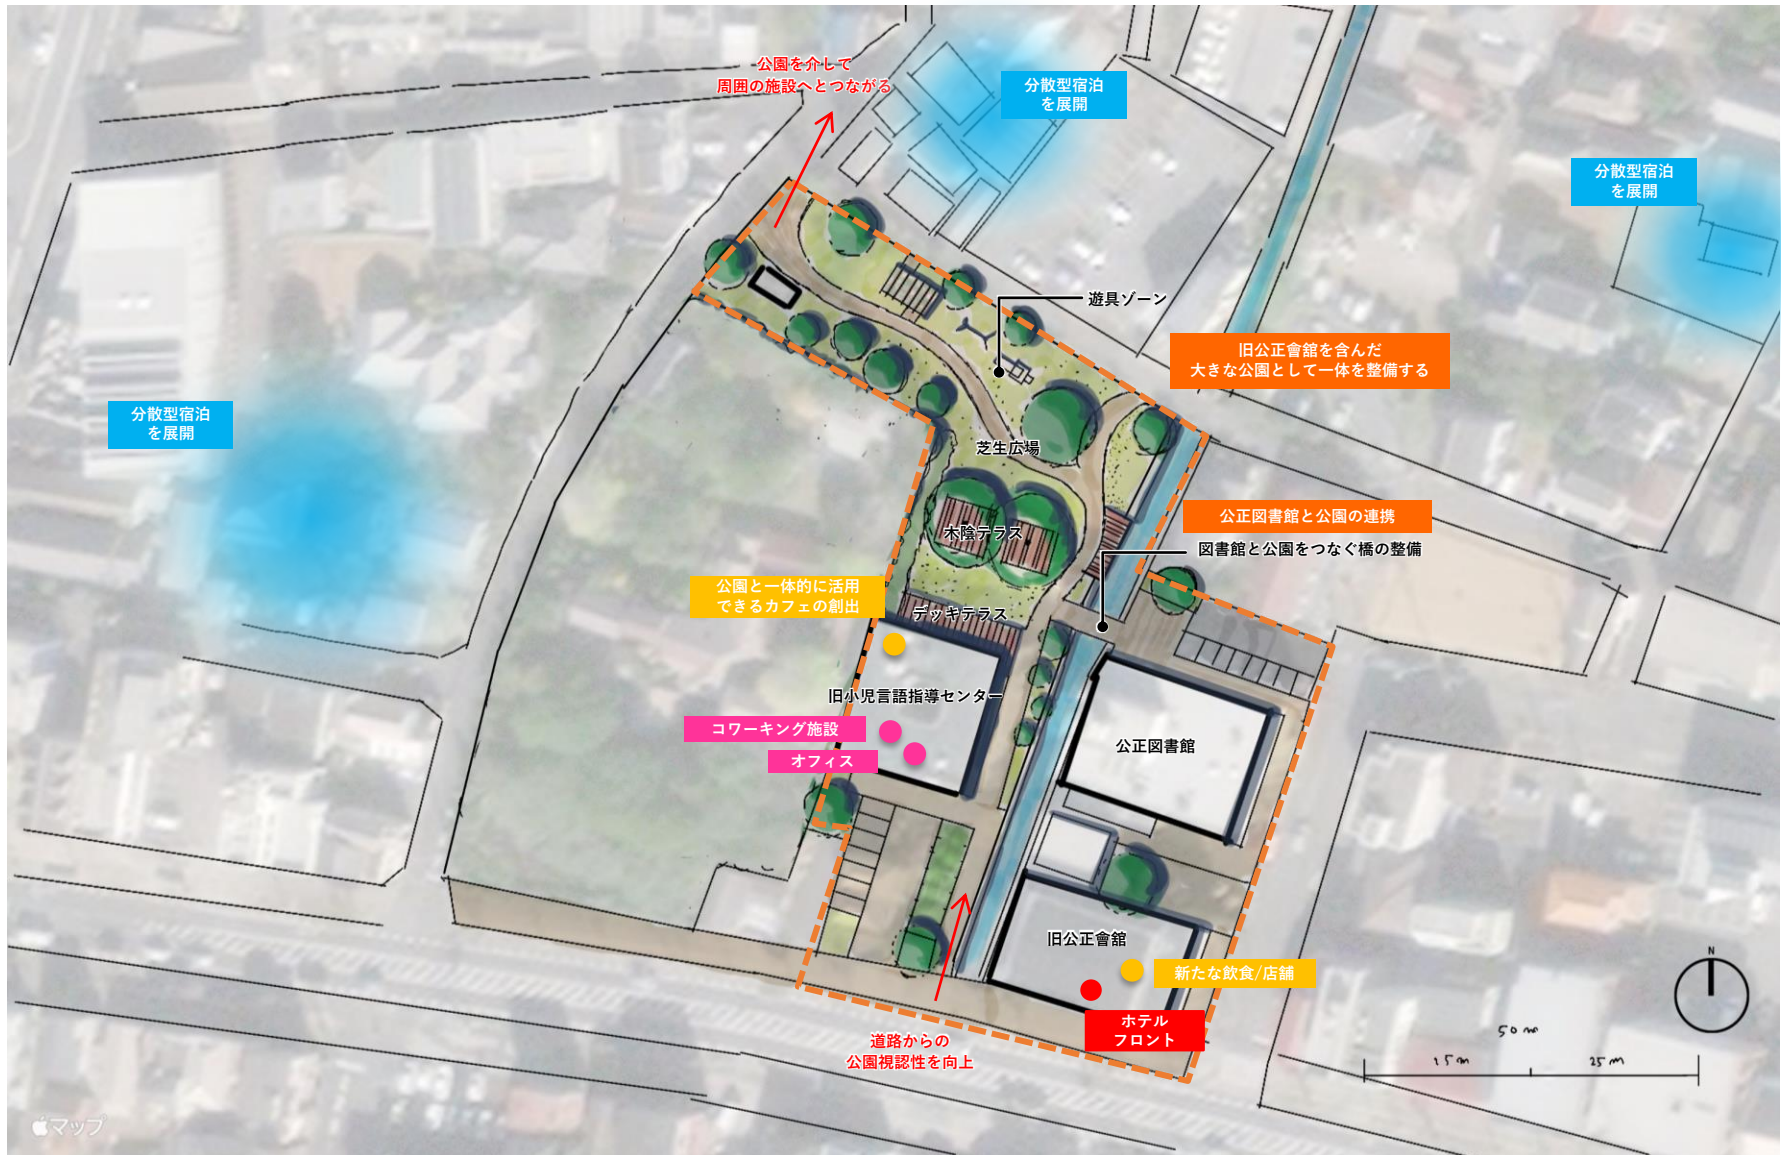 公園を介して
周囲の施設へとつながる
分散型宿泊
を展開
分散型宿泊
を展開
遊具ゾーン
旧公正會舘を含んだ
大きな公園として一体を整備する
分散型宿泊
を展開
芝生広場
公正図書館と公園の連携
木陰テラス
図書館と公園をつなぐ橋の整備
公園と一体的に活用
できるカフェの創出
デッキテラス
旧小児言語指導センター
コワーキング施設
オフィス
公正図書館
旧公正會舘
新たな飲食/店舗
ホテル
フロント
道路からの
公園視認性を向上
N
50m
25m
マップ